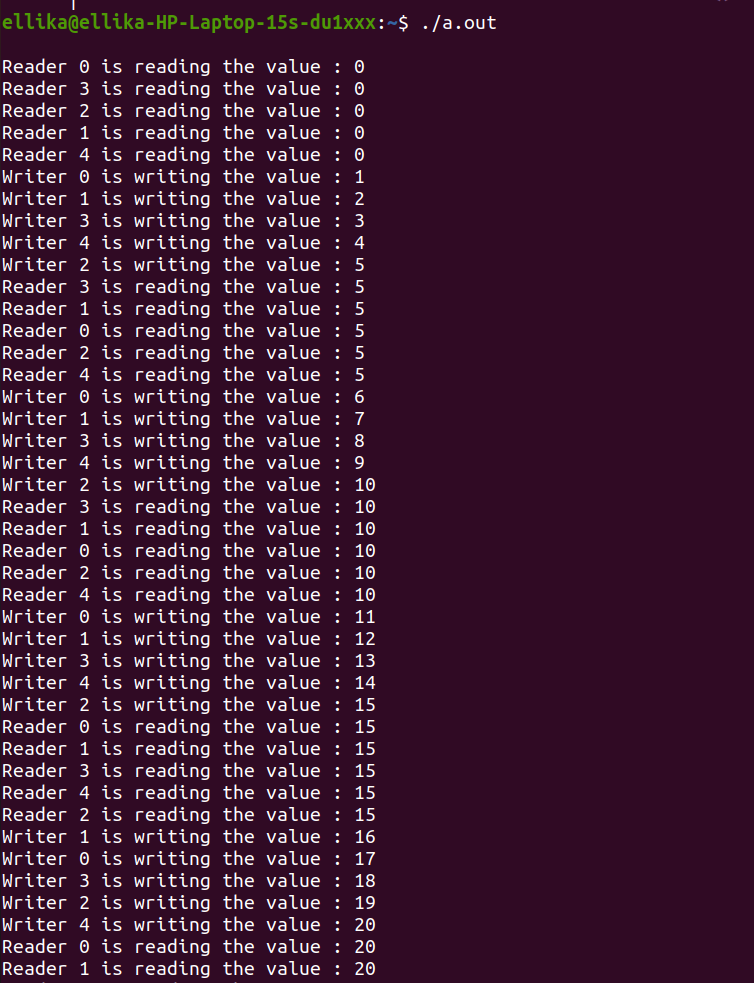 ellika@ellika-HP-Laptop-15s-du1xxx:~$ ./a.out
Reader 0 is reading the value : 0
Reader 3 is reading the value : 0
Reader 2 is reading the value : 0
Reader 1 is reading the value : 0
Reader 4 is reading the value : 0
Writer 0 is writing the value : 1
Writer 1 is writing the value : 2
Writer 3 is writing the value : 3
Writer 4 is writing the value : 4
Writer 2 is writing the value : 5
Reader 3 is reading the value : 5
Reader 1 is reading the value : 5
Reader 0 is reading the value : 5
Reader 2 is reading the value : 5
Reader 4 is reading the value : 5
Writer 0 is writing the value : 6
Writer 1 is writing the value : 7
Writer 3 is writing the value : 8
Writer 4 is writing the value : 9
Writer 2 is writing the value : 10
Reader 3 is reading the value : 10
Reader 1 is reading the value : 10
Reader 0 is reading the value : 10
Reader 2 is reading the value : 10
Reader 4 is reading the value : 10
Writer 0 is writing the value : 11
Writer 1 is writing the value : 12
Writer 3 is writing the value : 13
Writer 4 is writing the value : 14
Writer 2 is writing the value : 15
Reader 0 is reading the value : 15
Reader 1 is reading the value : 15
Reader 3 is reading the value : 15
Reader 4 is reading the value : 15
Reader 2 is reading the value : 15
Writer 1 is writing the value : 16
Writer 0 is writing the value : 17
Writer 3 is writing the value : 18
Writer 2 is writing the value : 19
Writer 4 is writing the value : 20
Reader 0 is reading the value : 20
Reader 1 is reading the value : 20